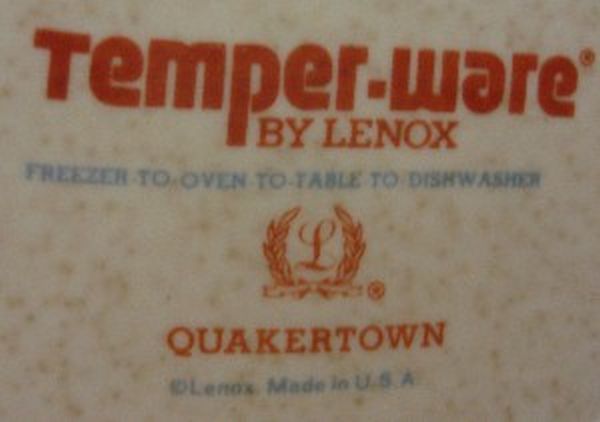 Temper-ware®
BY LENOX
FREEZER-TO-OVEN-TO-TABLE TO DISHWASHER
L ®
QUAKERTOWN
©Lenox. Made in U.S.A